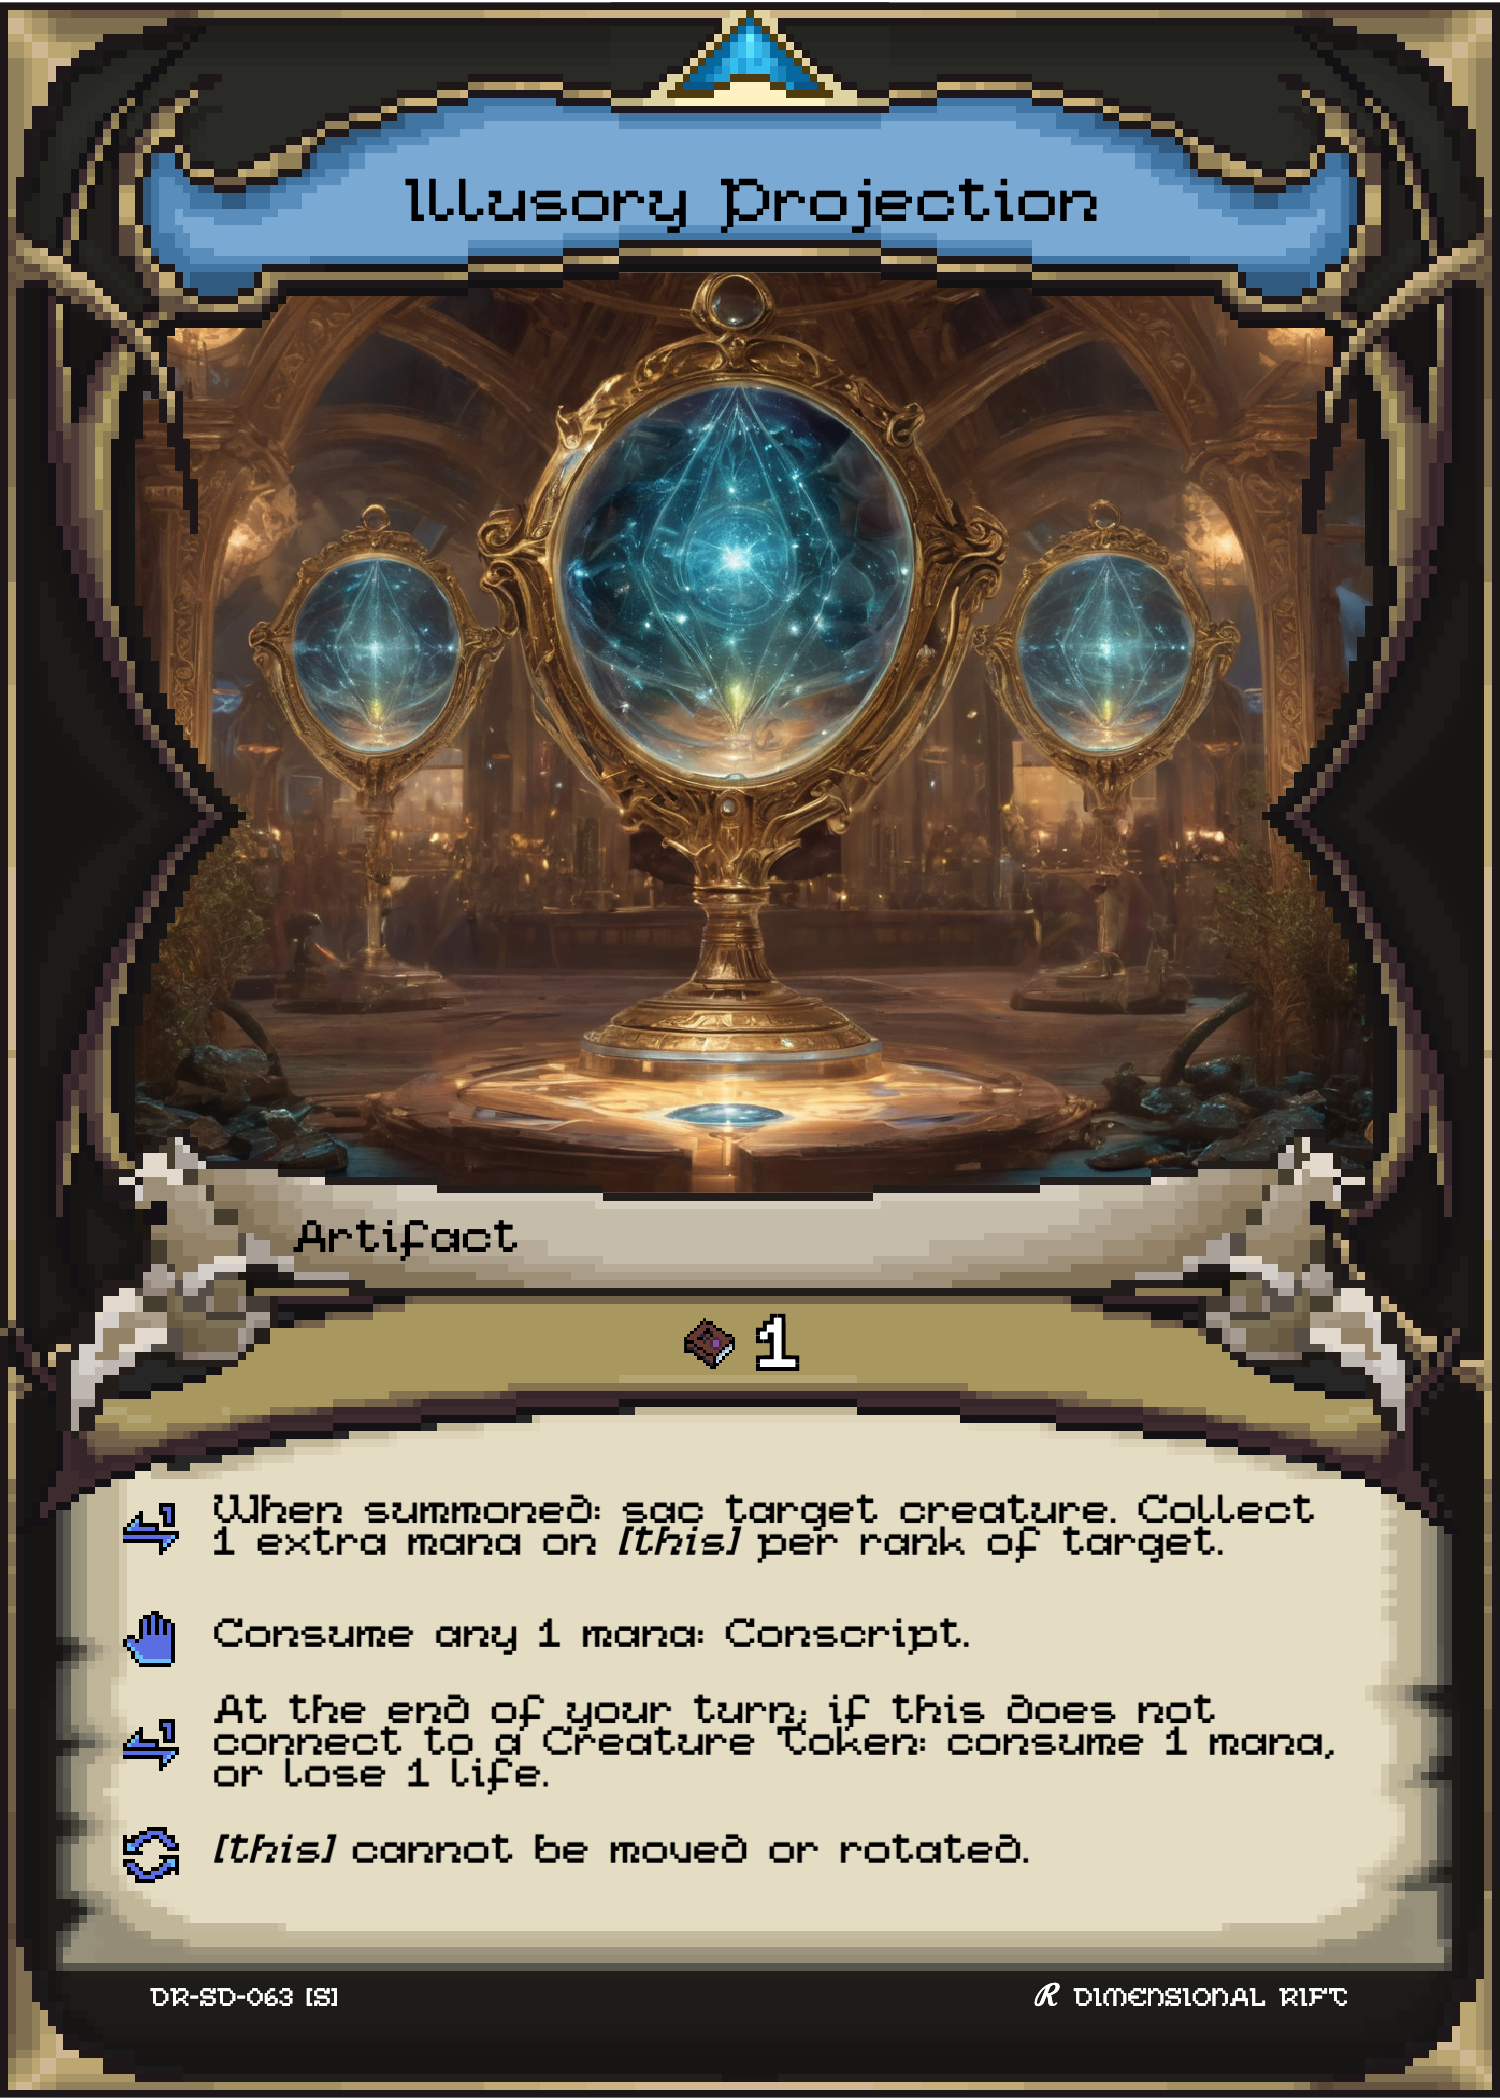 Illusory Projection
Artifact
1
When summoned: sac target creature. Collect
1 extra mana on [this] per rank of target.
Consume any 1 mana: Conscript.
At the end of your turn; if this does not
connect to a Creature Token: consume 1 mana,
or lose 1 life.
[this] cannot be moved or rotated.
DR-SD-063 [S]
R DIMENSIONAL RIFT